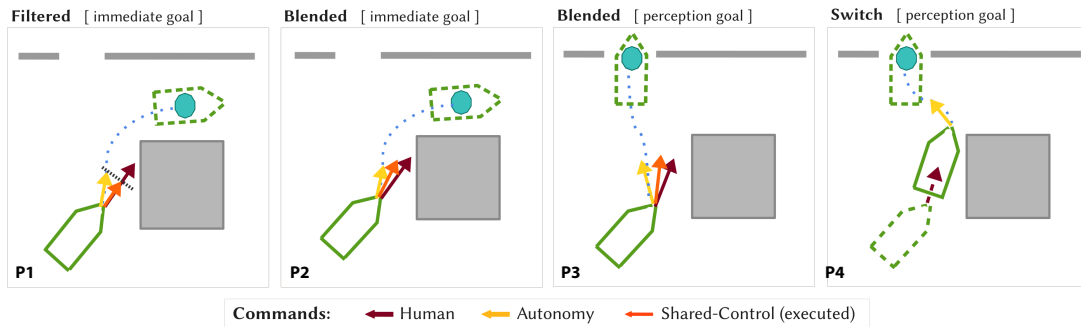 Filtered [ immediate goal ]
Blended [ immediate goal ]
Blended [ perception goal ]
Switch [ perception goal ]
P1
P2
P3
P4
Commands: Human Autonomy Shared-Control (executed)